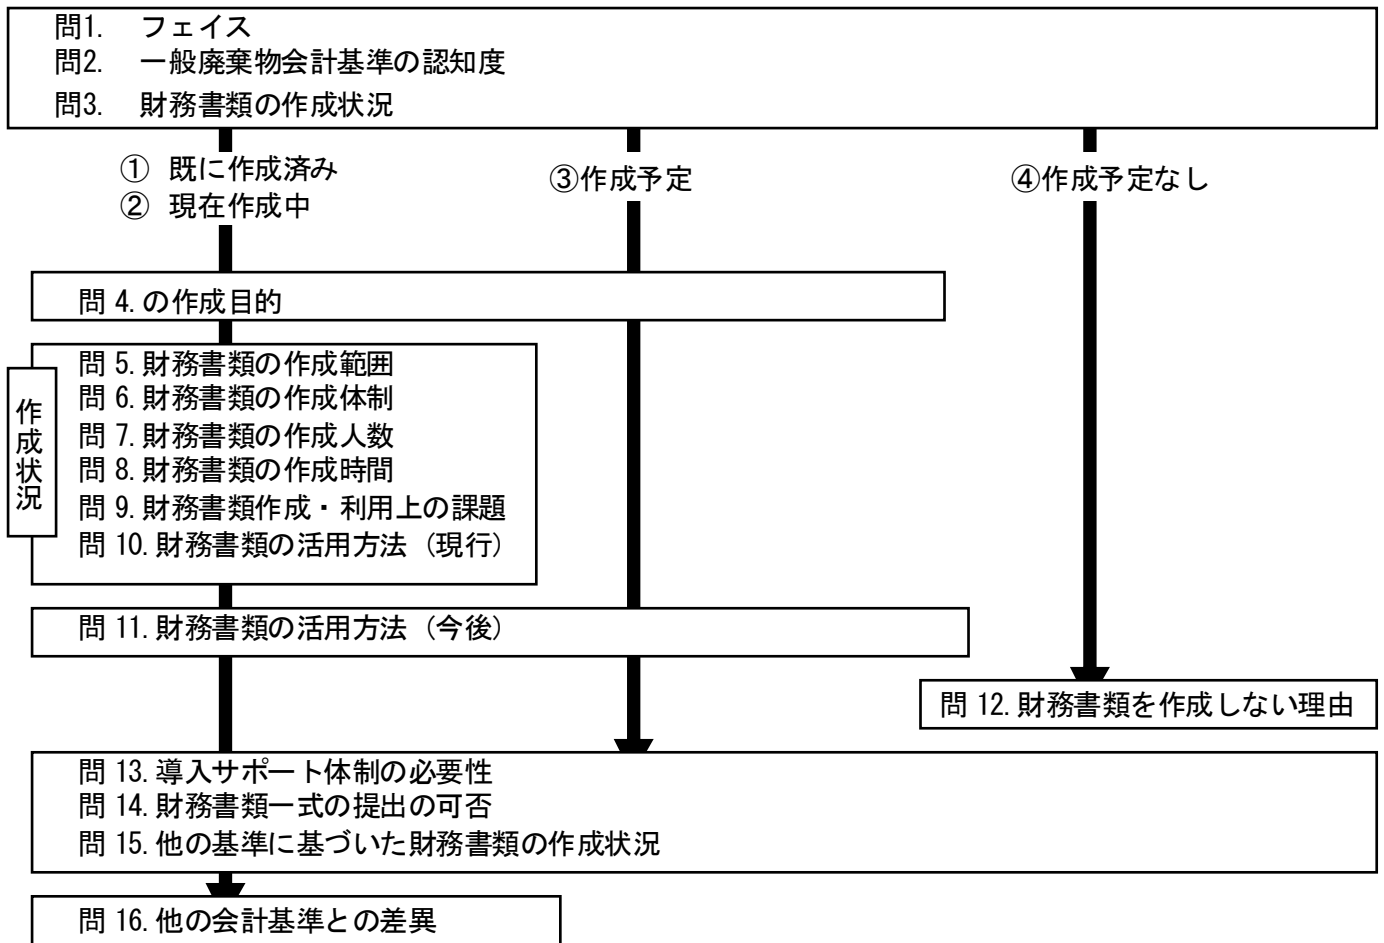 問1. フェイス
問2. 一般廃棄物会計基準の認知度
問3. 財務書類の作成状況
① 既に作成済み
② 現在作成中
③作成予定
④作成予定なし
問 4. の作成目的
作成状況
問 5. 財務書類の作成範囲
問 6. 財務書類の作成体制
問 7. 財務書類の作成人数
問 8. 財務書類の作成時間
問 9. 財務書類作成・利用上の課題
問 10. 財務書類の活用方法（現行）
問 11. 財務書類の活用方法（今後）
問 12. 財務書類を作成しない理由
問 13. 導入サポート体制の必要性
問 14. 財務書類一式の提出の可否
問 15. 他の基準に基づいた財務書類の作成状況
問 16. 他の会計基準との差異